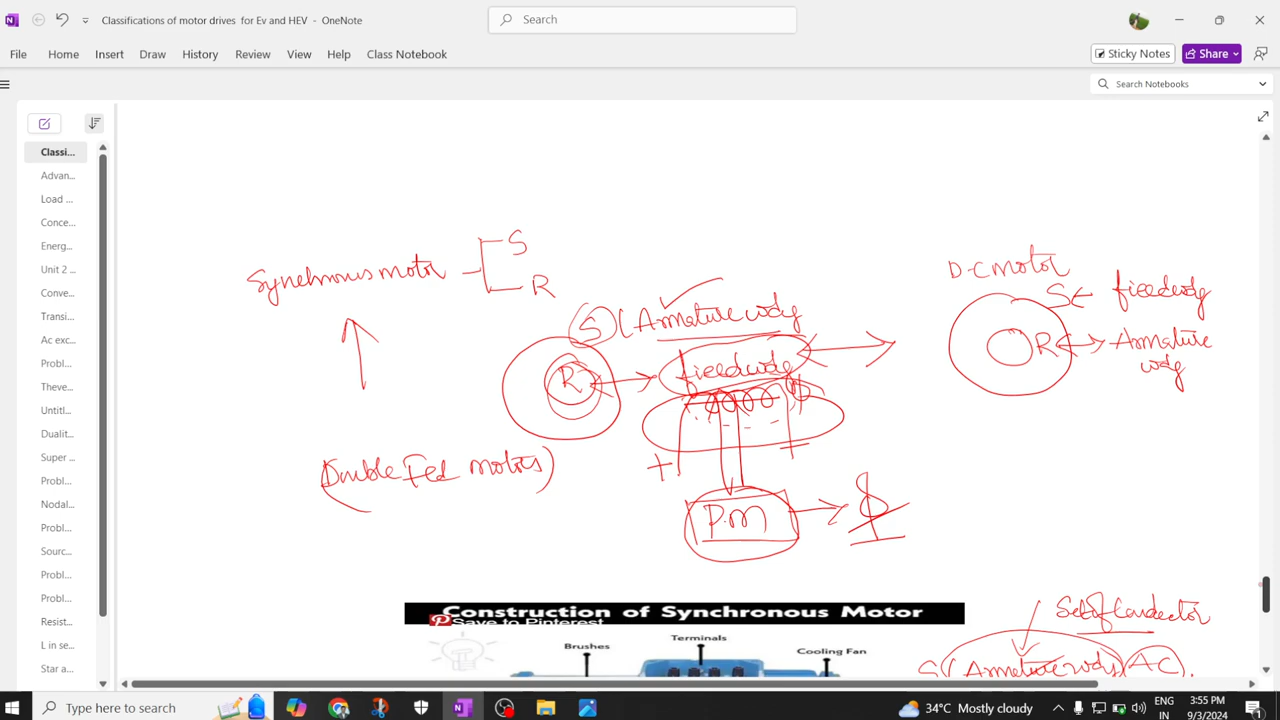 Classifications of motor drives for Ev and HEV - OneNote
Search
File Home Insert Draw History View Help Class Notebook
Sticky Notes
Share
Search Notebooks
Classi...
Advan...
Load ...
Conce...
Energ...
Unit 2 ...
Conve...
Transi...
Ac exc...
Probl...
Theve...
Untitl...
Dualit...
Super ...
Probl...
Nodal...
Probl...
Sourc...
Probl...
Probl...
Resist...
L in se...
Star a...
Synchnous motor
S
R
S (Armature wdg
R
field wdg
+
+
P.M
Φ
(Double Fed motors)
D-C motor
S
field wdg
R
Armature
wdg
Construction of Synchronous Motor
Save to Pinterest
Terminals
Brushes
Cooling Fan
Set of Conductor
S (Armature wdg) AC
Type here to search
34°C Mostly cloudy
ENG
IN
3:55 PM
9/3/2024